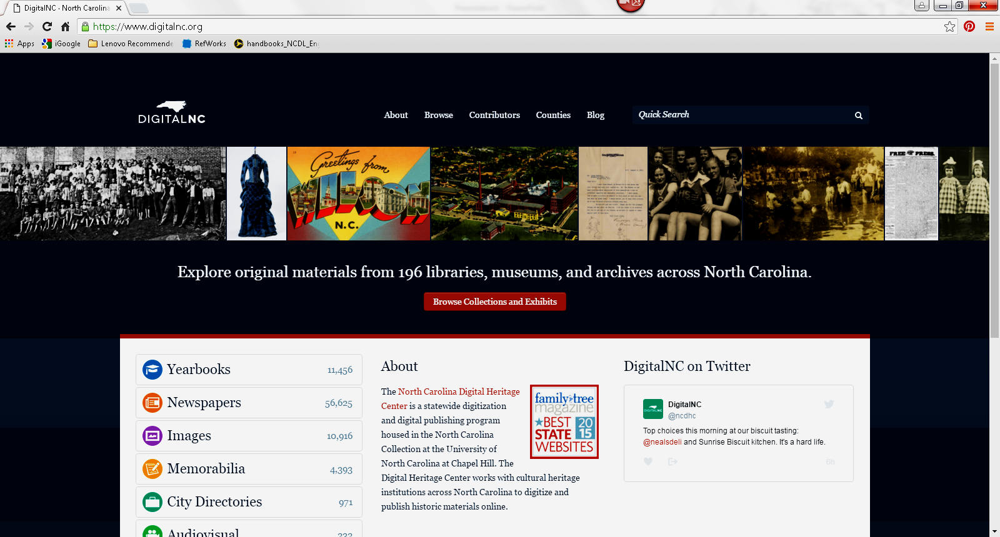 DigitalNC · North Carolina
https://www.digitalnc.org
Apps iGoogle Lenovo Recommende RefWorks handbooks_NCDL_En
DIGITALNC
About Browse Contributors Counties Blog Quick Search
Greetings from
WILSON
N.C.
FREE PRESS.
Explore original materials from 196 libraries, museums, and archives across North Carolina.
Browse Collections and Exhibits
Yearbooks 11,456
Newspapers 56,625
Images 10,916
Memorabilia 4,393
City Directories 971
Audiovisual 232
About
The North Carolina Digital Heritage
Center is a statewide digitization
and digital publishing program
housed in the North Carolina
Collection at the University of
North Carolina at Chapel Hill. The
Digital Heritage Center works with cultural heritage
institutions across North Carolina to digitize and
publish historic materials online.
family tree
magazine
BEST
STATE
WEBSITES
2015
DigitalNC on Twitter
DIGITALNC
DigitalNC
@ncdhc
Top choices this morning at our biscuit tasting:
@nealsdeli and Sunrise Biscuit kitchen. It's a hard life.
6h